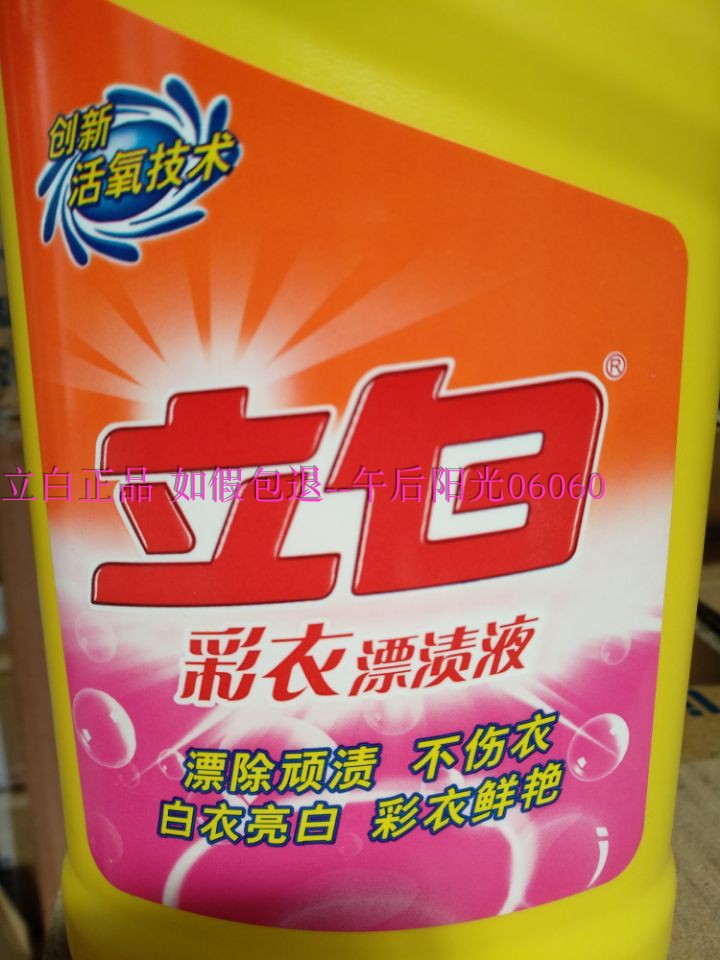 创新
活氧技术
立白®
立白正品 如假包退--午后阳光06060
彩衣漂渍液
漂除顽渍 不伤衣
白衣亮白 彩衣鲜艳